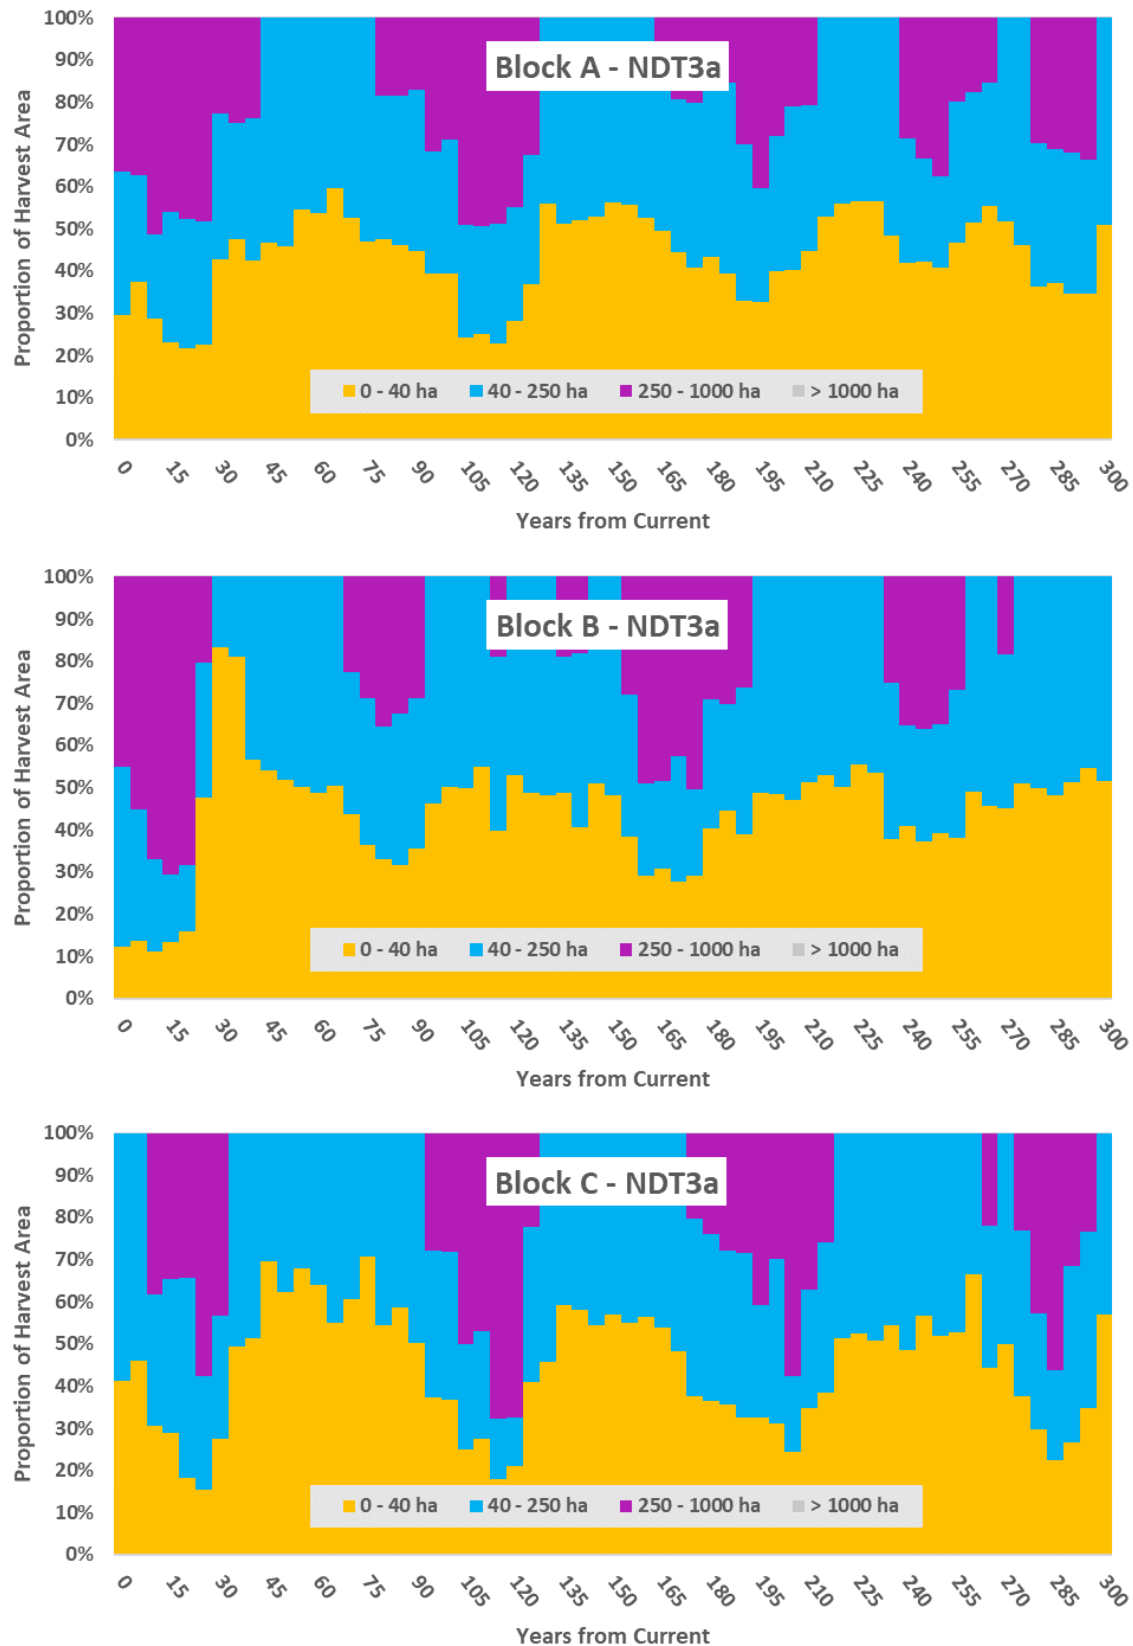 Block A - NDT3a
Proportion of Harvest Area
100%
90%
80%
70%
60%
50%
40%
30%
20%
10%
0%
0 - 40 ha 40 - 250 ha 250 - 1000 ha > 1000 ha
0 15 30 45 60 75 90 105 120 135 150 165 180 195 210 225 240 255 270 285 300
Years from Current
Block B - NDT3a
Proportion of Harvest Area
100%
90%
80%
70%
60%
50%
40%
30%
20%
10%
0%
0 - 40 ha 40 - 250 ha 250 - 1000 ha > 1000 ha
0 15 30 45 60 75 90 105 120 135 150 165 180 195 210 225 240 255 270 285 300
Years from Current
Block C - NDT3a
Proportion of Harvest Area
100%
90%
80%
70%
60%
50%
40%
30%
20%
10%
0%
0 - 40 ha 40 - 250 ha 250 - 1000 ha > 1000 ha
0 15 30 45 60 75 90 105 120 135 150 165 180 195 210 225 240 255 270 285 300
Years from Current